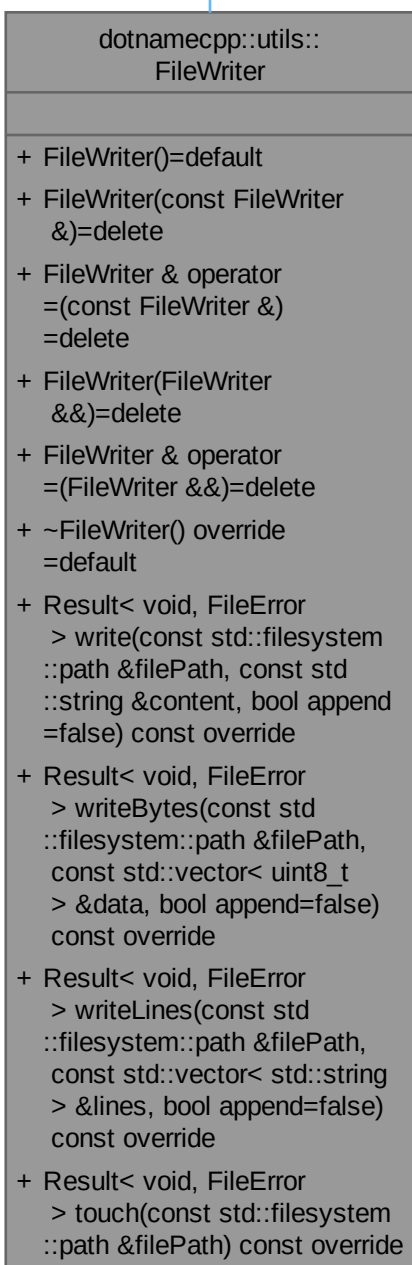 dotnamecpp::utils::
FileWriter
+ FileWriter()=default
+ FileWriter(const FileWriter
&)=delete
+ FileWriter & operator
=(const FileWriter &)
=delete
+ FileWriter(FileWriter
&&)=delete
+ FileWriter & operator
=(FileWriter &&)=delete
+ ~FileWriter() override
=default
+ Result< void, FileError
> write(const std::filesystem
::path &filePath, const std
::string &content, bool append
=false) const override
+ Result< void, FileError
> writeBytes(const std
::filesystem::path &filePath,
const std::vector< uint8_t
> &data, bool append=false)
const override
+ Result< void, FileError
> writeLines(const std
::filesystem::path &filePath,
const std::vector< std::string
> &lines, bool append=false)
const override
+ Result< void, FileError
> touch(const std::filesystem
::path &filePath) const override